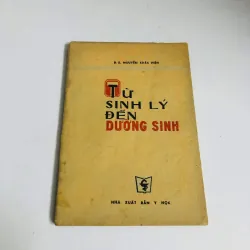 B.S. NGUYỄN KHẮC VIỆN
TỪ
SINH LÝ
ĐẾN
DƯỠNG SINH
NHÀ XUẤT BẢN Y HỌC